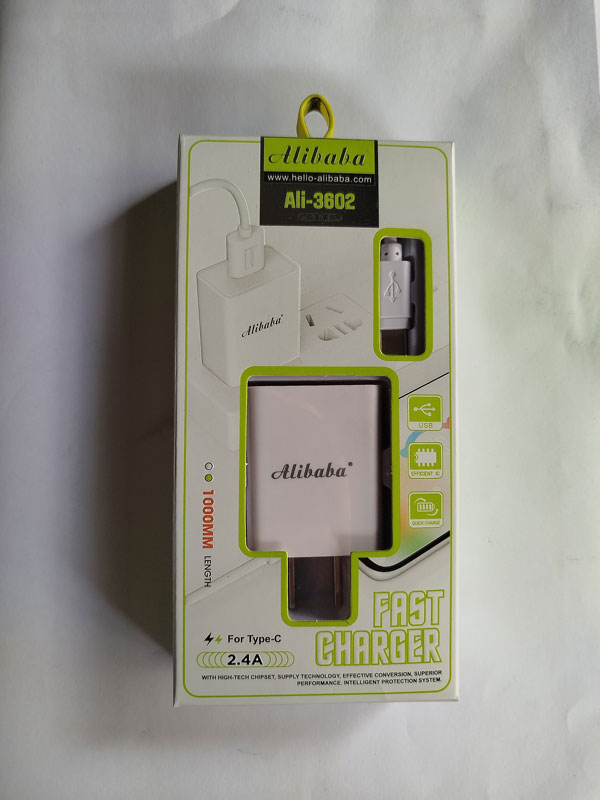 Alibaba
www.hello-alibaba.com
Ali-3602
Alibaba
Alibaba
USB
EFFICIENT IC
QUICK CHARGE
1000MM LENGTH
FAST
CHARGER
For Type-C
2.4A
WITH HIGH-TECH CHIPSET, SUPPLY TECHNOLOGY, EFFECTIVE CONVERSION, SUPERIOR
PERFORMANCE, INTELLIGENT PROTECTION SYSTEM.